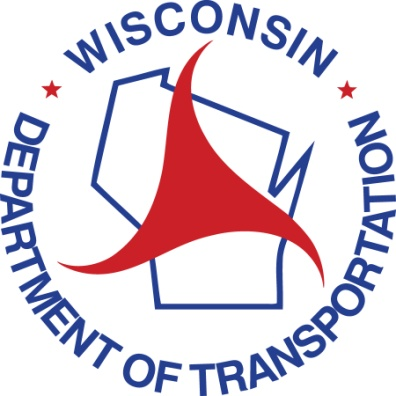 WISCONSIN
DEPARTMENT OF TRANSPORTATION